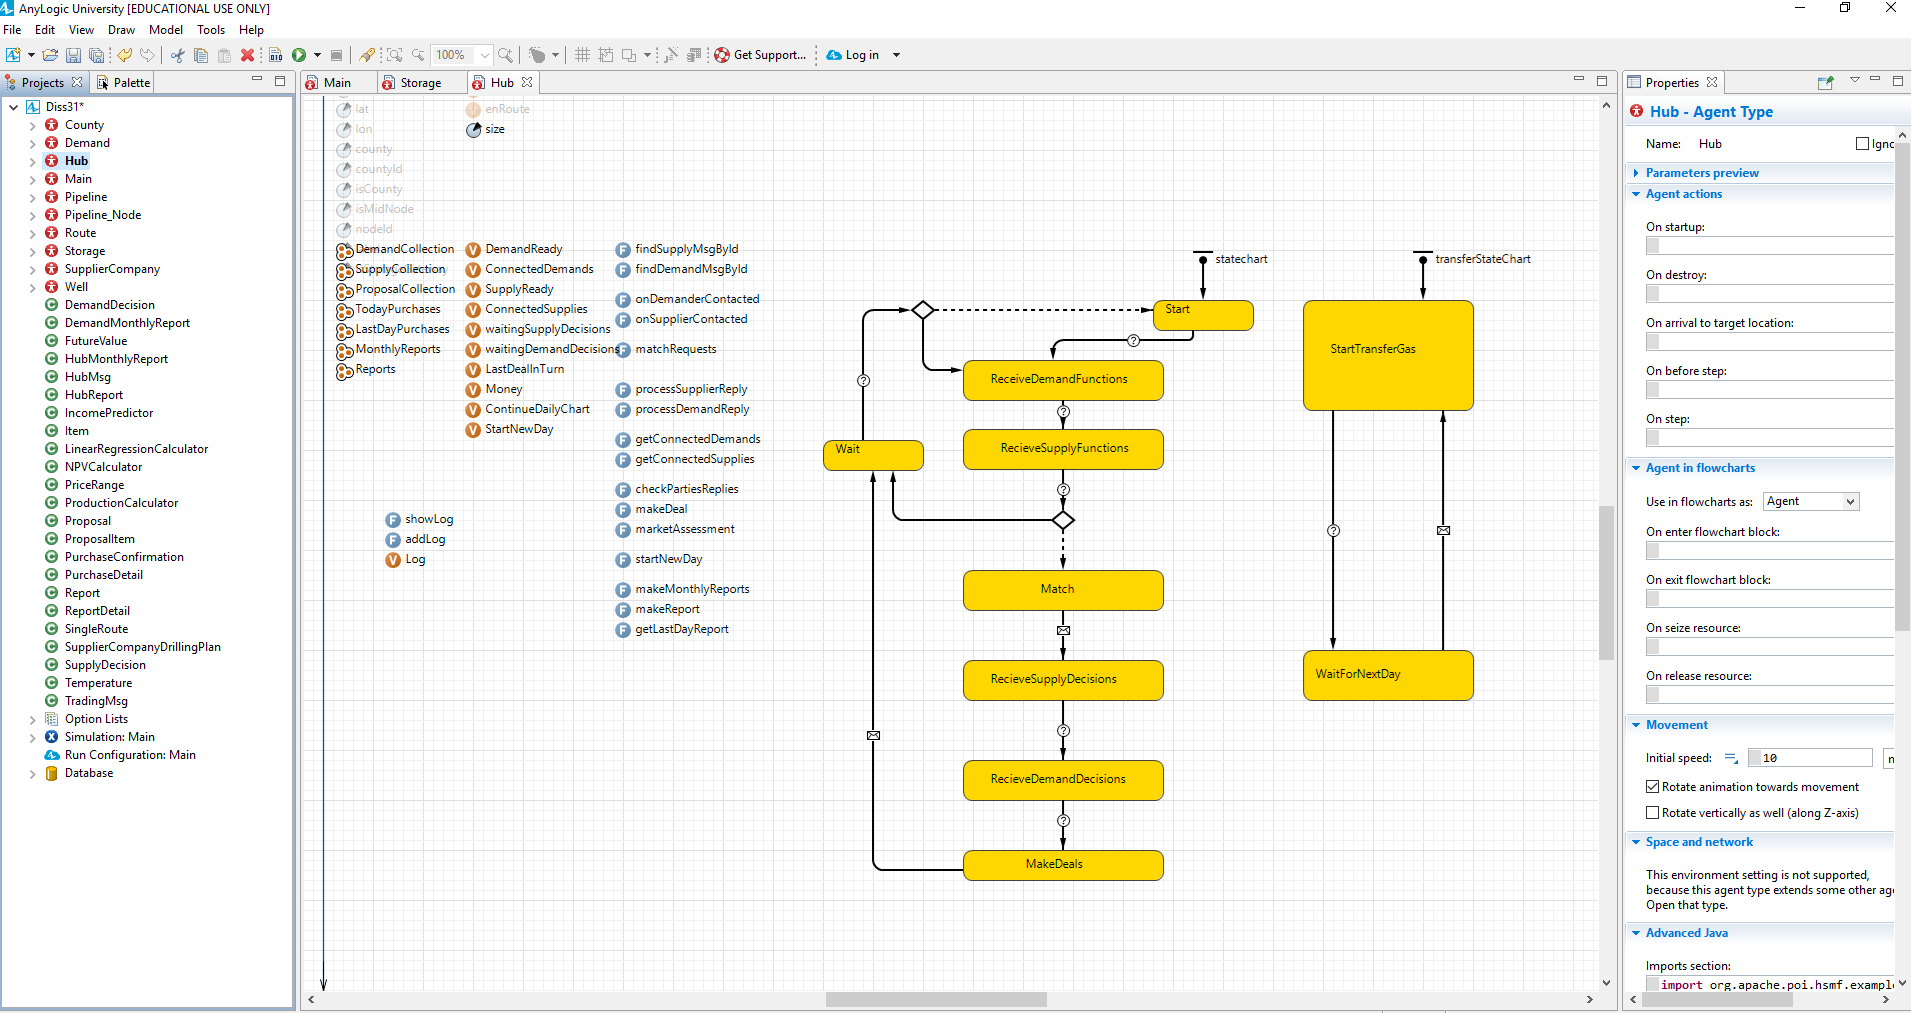 AnyLogic University [EDUCATIONAL USE ONLY]
File Edit View Draw Model Tools Help
100% Get Support... Log in
Projects Palette
Diss31*
County
Demand
Hub
Main
Pipeline
Pipeline_Node
Route
Storage
SupplierCompany
Well
DemandDecision
DemandMonthlyReport
FutureValue
HubMonthlyReport
HubMsg
HubReport
IncomePredictor
Item
LinearRegressionCalculator
NPVCalculator
PriceRange
ProductionCalculator
Proposal
ProposalItem
PurchaseConfirmation
PurchaseDetail
Report
ReportDetail
SingleRoute
SupplierCompanyDrillingPlan
SupplyDecision
Temperature
TradingMsg
Option Lists
Simulation: Main
Run Configuration: Main
Database
Main Storage Hub
lat
lon
county
countyId
isCounty
isMidNode
nodeId
enRoute
size
DemandCollection
SupplyCollection
ProposalCollection
TodayPurchases
LastDayPurchases
MonthlyReports
Reports
DemandReady
ConnectedDemands
SupplyReady
ConnectedSupplies
waitingSupplyDecisions
waitingDemandDecisions
LastDealInTurn
Money
ContinueDailyChart
StartNewDay
findSupplyMsgById
findDemandMsgById
onDemanderContacted
onSupplierContacted
matchRequests
processSupplierReply
processDemandReply
getConnectedDemands
getConnectedSupplies
checkPartiesReplies
makeDeal
marketAssessment
startNewDay
makeMonthlyReports
makeReport
getLastDayReport
showLog
addLog
Log
statechart
Start
ReceiveDemandFunctions
RecieveSupplyFunctions
Wait
Match
RecieveSupplyDecisions
RecieveDemandDecisions
MakeDeals
transferStateChart
StartTransferGas
WaitForNextDay
Properties
Hub - Agent Type
Name: Hub Igno
Parameters preview
Agent actions
On startup:
On destroy:
On arrival to target location:
On before step:
On step:
Agent in flowcharts
Use in flowcharts as: Agent
On enter flowchart block:
On exit flowchart block:
On seize resource:
On release resource:
Movement
Initial speed: 10
Rotate animation towards movement
Rotate vertically as well (along Z-axis)
Space and network
This environment setting is not supported,
because this agent type extends some other age
Open that type.
Advanced Java
Imports section:
import org.apache.poi.hsmf.example